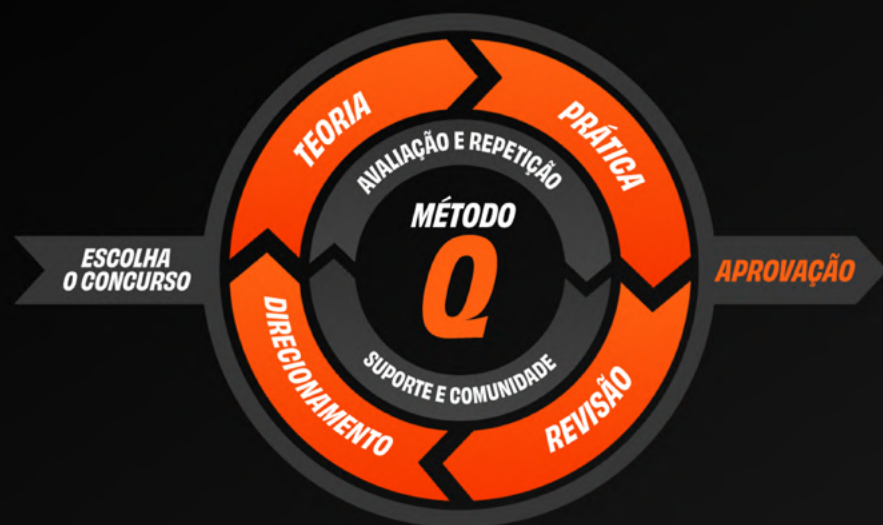 TEORIA
PRÁTICA
AVALIAÇÃO E REPETIÇÃO
MÉTODO
Q
ESCOLHA
O CONCURSO
APROVAÇÃO
DIRECIONAMENTO
SUPORTE E COMUNIDADE
REVISÃO